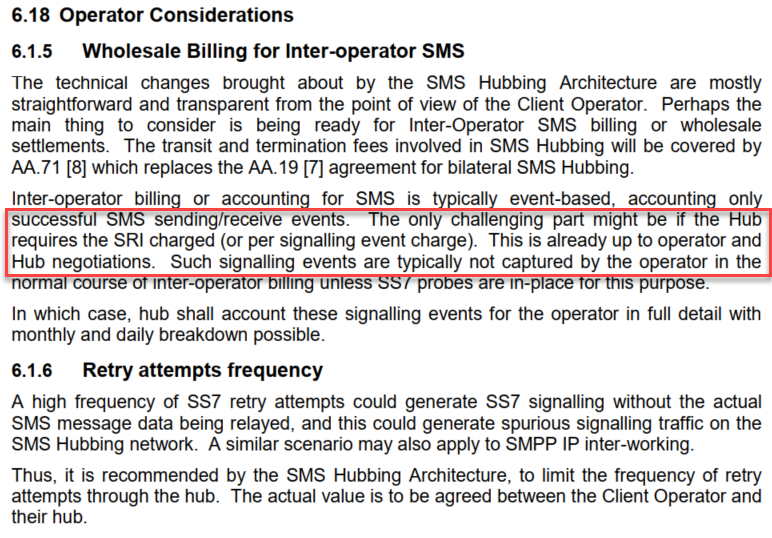 6.18 Operator Considerations
6.1.5 Wholesale Billing for Inter-operator SMS
The technical changes brought about by the SMS Hubbing Architecture are mostly
straightforward and transparent from the point of view of the Client Operator. Perhaps the
main thing to consider is being ready for Inter-Operator SMS billing or wholesale
settlements. The transit and termination fees involved in SMS Hubbing will be covered by
AA.71 [8] which replaces the AA.19 [7] agreement for bilateral SMS Hubbing.
Inter-operator billing or accounting for SMS is typically event-based, accounting only
successful SMS sending/receive events. The only challenging part might be if the Hub
requires the SRI charged (or per signalling event charge). This is already up to operator and
Hub negotiations. Such signalling events are typically not captured by the operator in the
normal course of inter-operator billing unless SS7 probes are in-place for this purpose.
In which case, hub shall account these signalling events for the operator in full detail with
monthly and daily breakdown possible.
6.1.6 Retry attempts frequency
A high frequency of SS7 retry attempts could generate SS7 signalling without the actual
SMS message data being relayed, and this could generate spurious signalling traffic on the
SMS Hubbing network. A similar scenario may also apply to SMPP IP inter-working.
Thus, it is recommended by the SMS Hubbing Architecture, to limit the frequency of retry
attempts through the hub. The actual value is to be agreed between the Client Operator and
their hub.